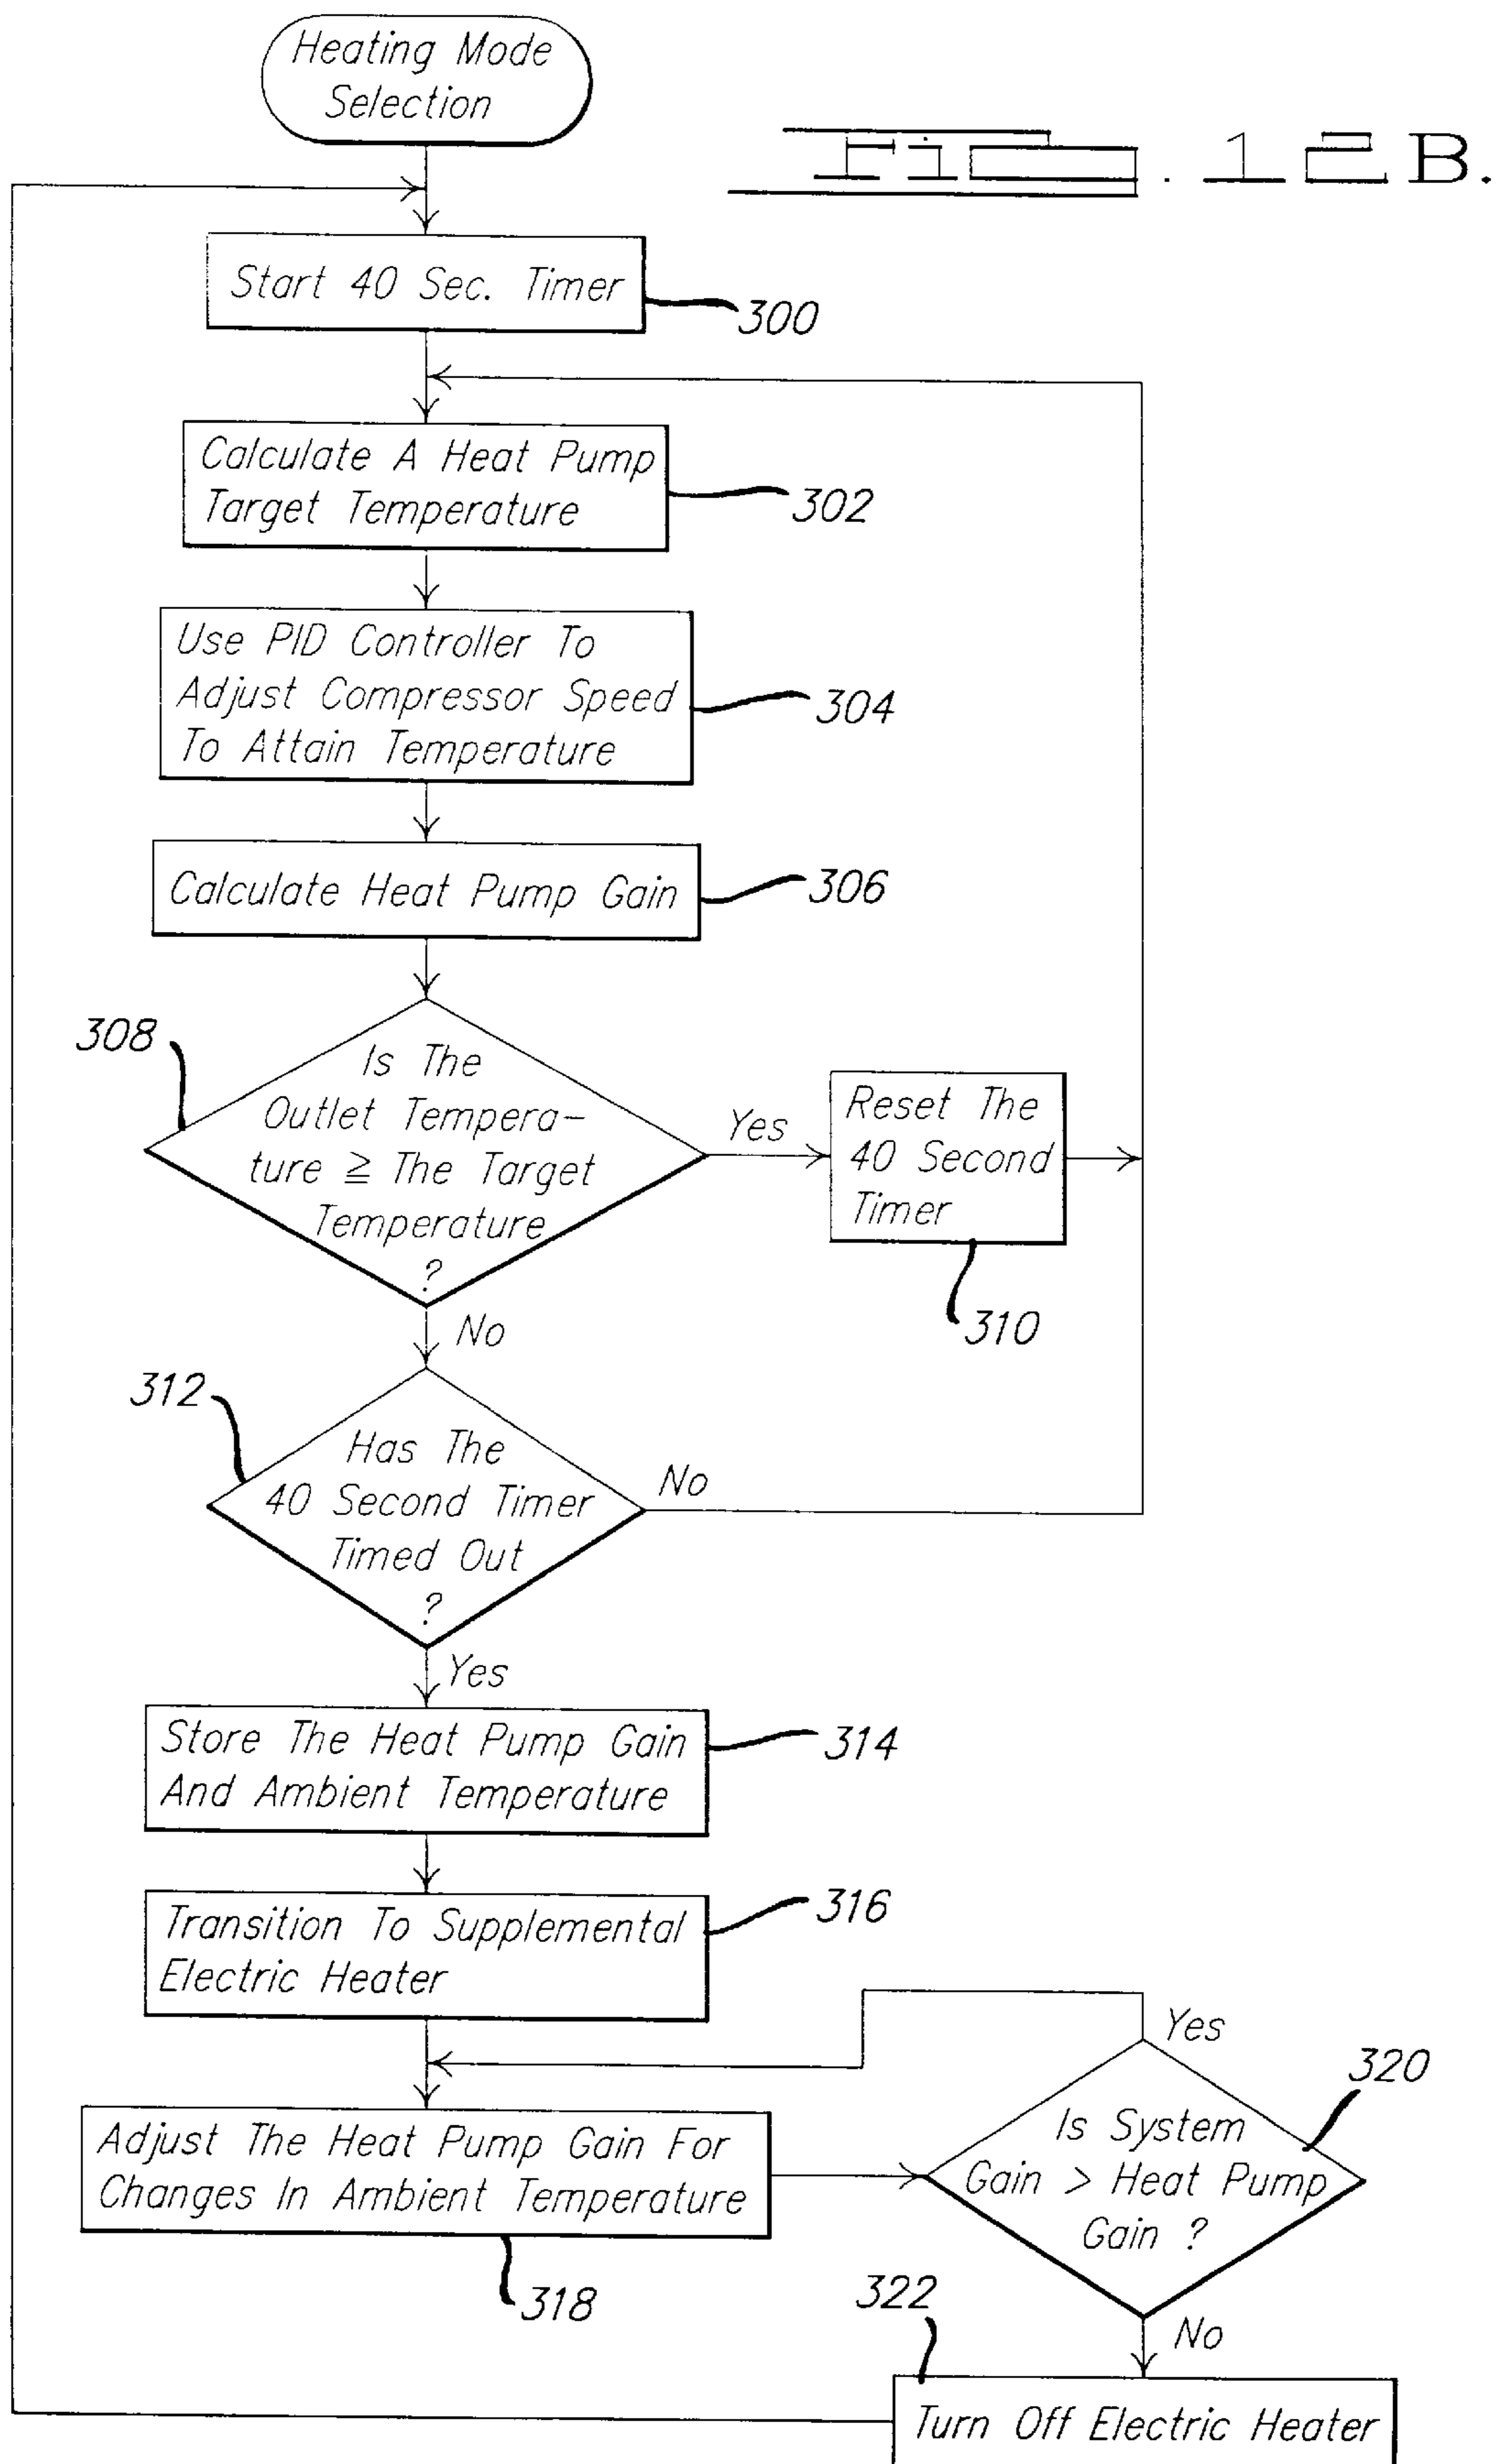 Heating Mode
Selection
Fig. 12B.
Start 40 Sec. Timer
300
Calculate A Heat Pump
Target Temperature
302
Use PID Controller To
Adjust Compressor Speed
To Attain Temperature
304
Calculate Heat Pump Gain
306
308
Is The
Outlet Tempera-
ture ≧ The Target
Temperature
?
Yes
Reset The
40 Second
Timer
310
No
312
Has The
40 Second Timer
Timed Out
?
No
Yes
Store The Heat Pump Gain
And Ambient Temperature
314
Transition To Supplemental
Electric Heater
316
Adjust The Heat Pump Gain For
Changes In Ambient Temperature
318
Yes
320
Is System
Gain > Heat Pump
Gain ?
No
322
Turn Off Electric Heater